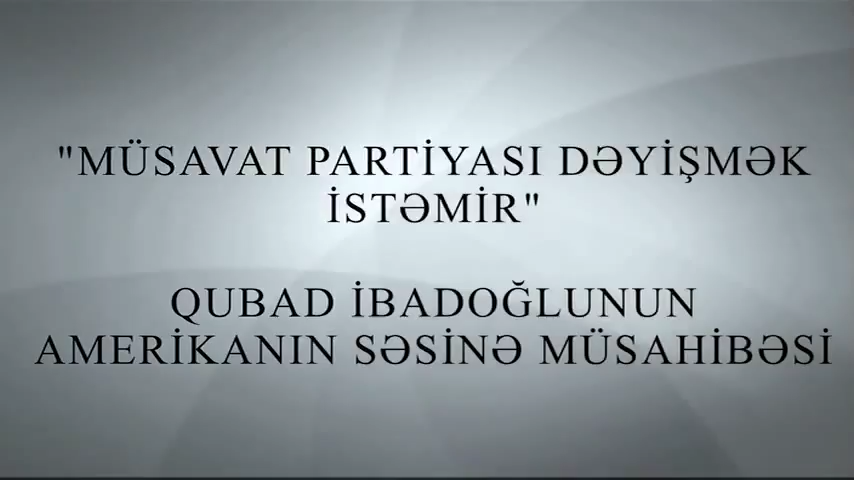 "MÜSAVAT PARTİYASI DƏYİŞMƏK
İSTƏMİR"
QUBAD İBADOĞLUNUN
AMERİKANIN SƏSİNƏ MÜSAHİBƏSİ